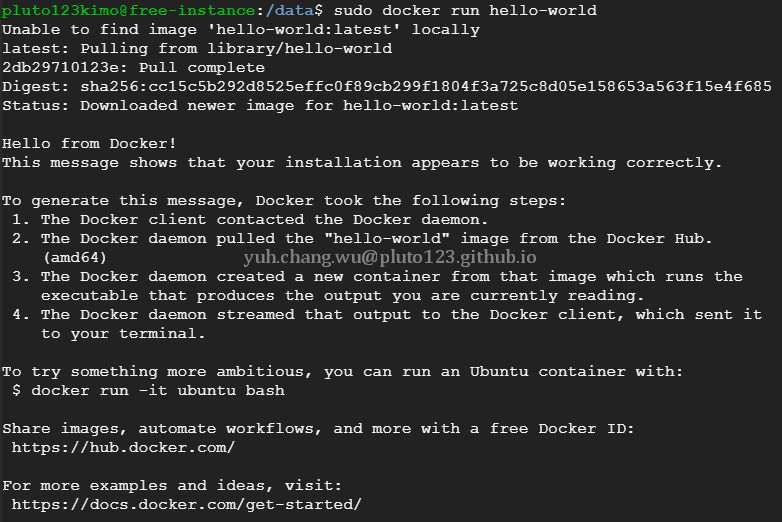 pluto123kimo@free-instance:/data$ sudo docker run hello-world
Unable to find image 'hello-world:latest' locally
latest: Pulling from library/hello-world
2db29710123e: Pull complete
Digest: sha256:cc15c5b292d8525effc0f89cb299f1804f3a725c8d05e158653a563f15e4f685
Status: Downloaded newer image for hello-world:latest

Hello from Docker!
This message shows that your installation appears to be working correctly.

To generate this message, Docker took the following steps:
 1. The Docker client contacted the Docker daemon.
 2. The Docker daemon pulled the "hello-world" image from the Docker Hub.
    (amd64)
yuh.chang.wu@pluto123.github.io
 3. The Docker daemon created a new container from that image which runs the
    executable that produces the output you are currently reading.
 4. The Docker daemon streamed that output to the Docker client, which sent it
    to your terminal.

To try something more ambitious, you can run an Ubuntu container with:
 $ docker run -it ubuntu bash

Share images, automate workflows, and more with a free Docker ID:
 https://hub.docker.com/

For more examples and ideas, visit:
 https://docs.docker.com/get-started/